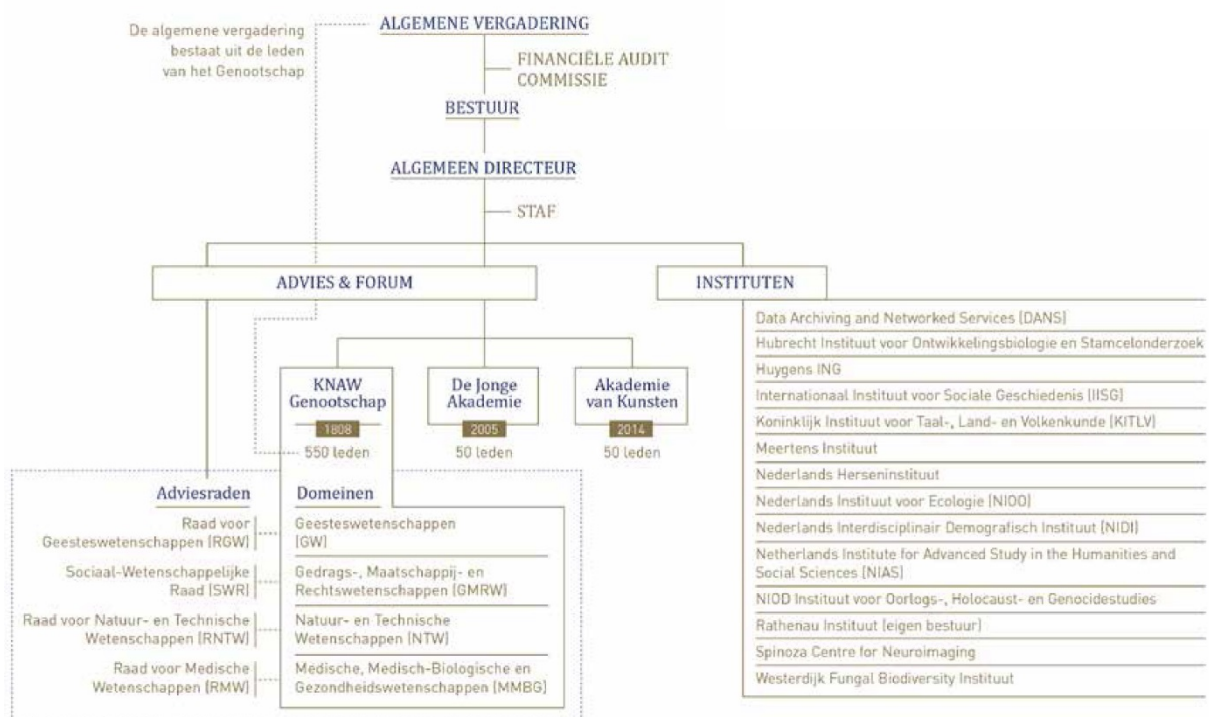 De algemene vergadering
bestaat uit de leden
van het Genootschap
ALGEMENE VERGADERING
FINANCIËLE AUDIT
COMMISSIE
BESTUUR
ALGEMEEN DIRECTEUR
STAF
ADVIES & FORUM
INSTITUTEN
KNAW
Genootschap
1808
550 leden
De Jonge
Akademie
2005
50 leden
Akademie
van Kunsten
2014
50 leden
Adviesraden
Raad voor
Geesteswetenschappen (RGW)
Sociaal-Wetenschappelijke
Raad (SWR)
Raad voor Natuur- en Technische
Wetenschappen (RNTW)
Raad voor Medische
Wetenschappen (RMW)
Domeinen
Geesteswetenschappen
(GW)
Gedrags-, Maatschappij- en
Rechtswetenschappen (GMRW)
Natuur- en Technische
Wetenschappen (NTW)
Medische, Medisch-Biologische en
Gezondheidswetenschappen (MMBG)
Data Archiving and Networked Services (DANS)
Hubrecht Instituut voor Ontwikkelingsbiologie en Stamcelonderzoek
Huygens ING
Internationaal Instituut voor Sociale Geschiedenis (IISG)
Koninklijk Instituut voor Taal-, Land- en Volkenkunde (KITLV)
Meertens Instituut
Nederlands Herseninstituut
Nederlands Instituut voor Ecologie (NIOO)
Nederlands Interdisciplinair Demografisch Instituut (NIDI)
Netherlands Institute for Advanced Study in the Humanities and
Social Sciences (NIAS)
NIOD Instituut voor Oorlogs-, Holocaust- en Genocidestudies
Rathenau Instituut (eigen bestuur)
Spinoza Centre for Neuroimaging
Westerdijk Fungal Biodiversity Instituut